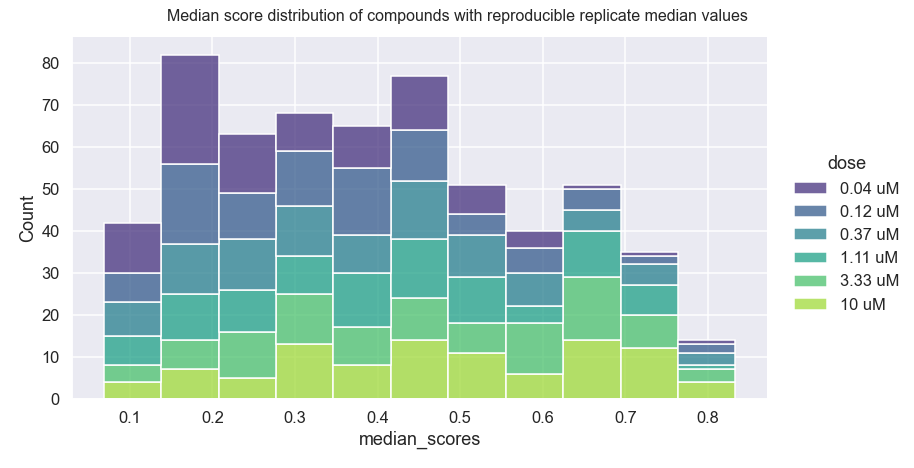 Median score distribution of compounds with reproducible replicate median values
80
70
60
50
40
30
20
10
0
Count
0.1 0.2 0.3 0.4 0.5 0.6 0.7 0.8
median_scores
dose
0.04 uM
0.12 uM
0.37 uM
1.11 uM
3.33 uM
10 uM